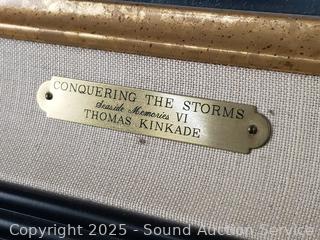 CONQUERING THE STORMS
Seaside Memories VI
THOMAS KINKADE
Copyright 2025 - Sound Auction Service